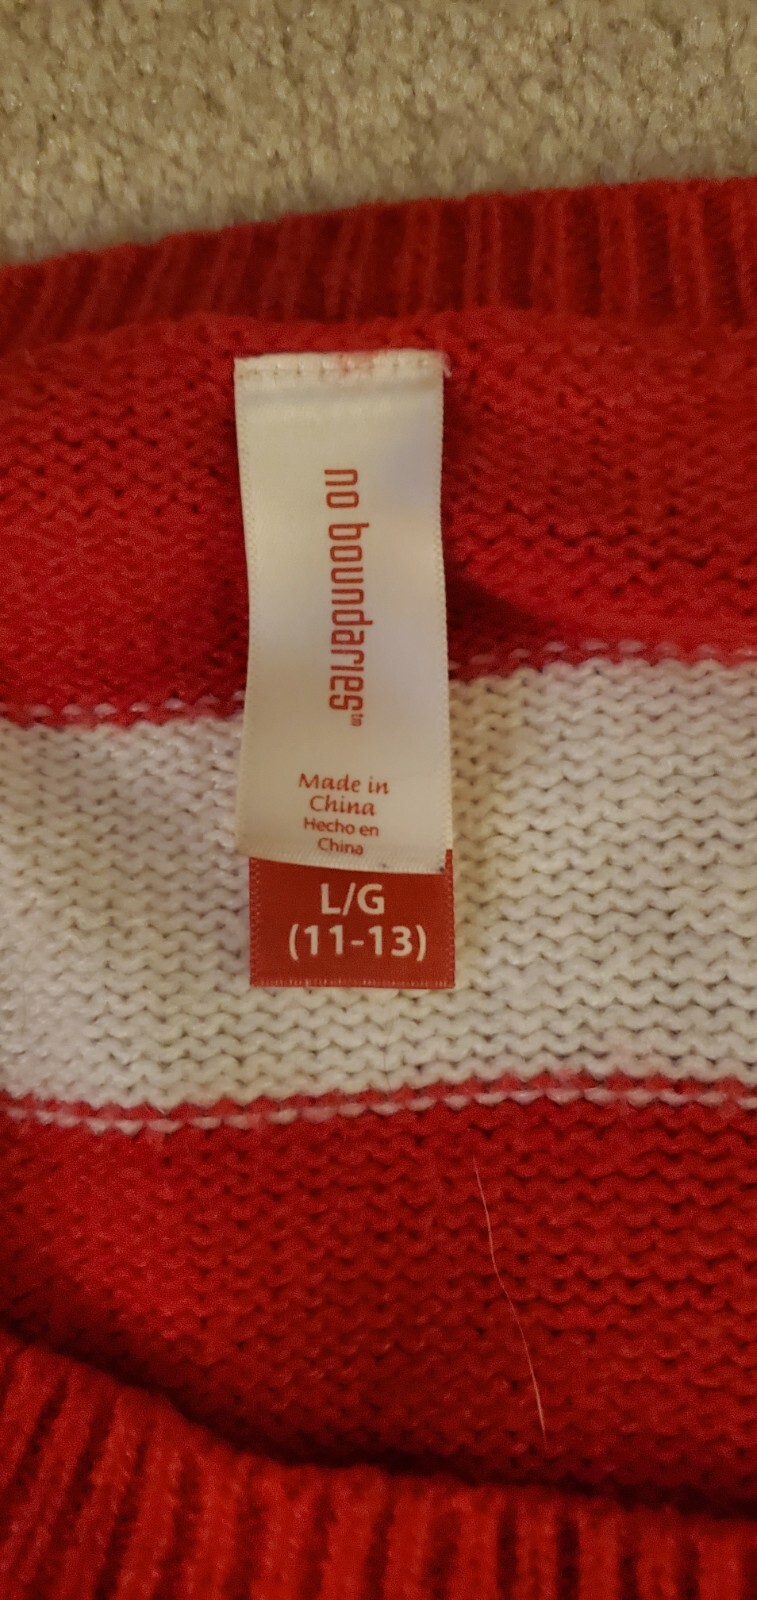 no boundaries™
Made in
China
Hecho en
China
L/G
(11-13)